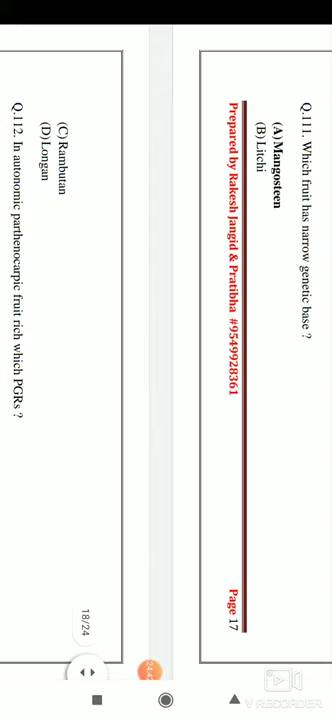 Q.111. Which fruit has narrow genetic base ?
(A) Mangosteen
(B) Litchi
Prepared by Rakesh Jangid & Pratibha #9549928361
Page 17
(C) Rambutan
(D) Longan
Q.112. In autonomic parthenocarpic fruit rich which PGRs ?
18/24
V RECORDER